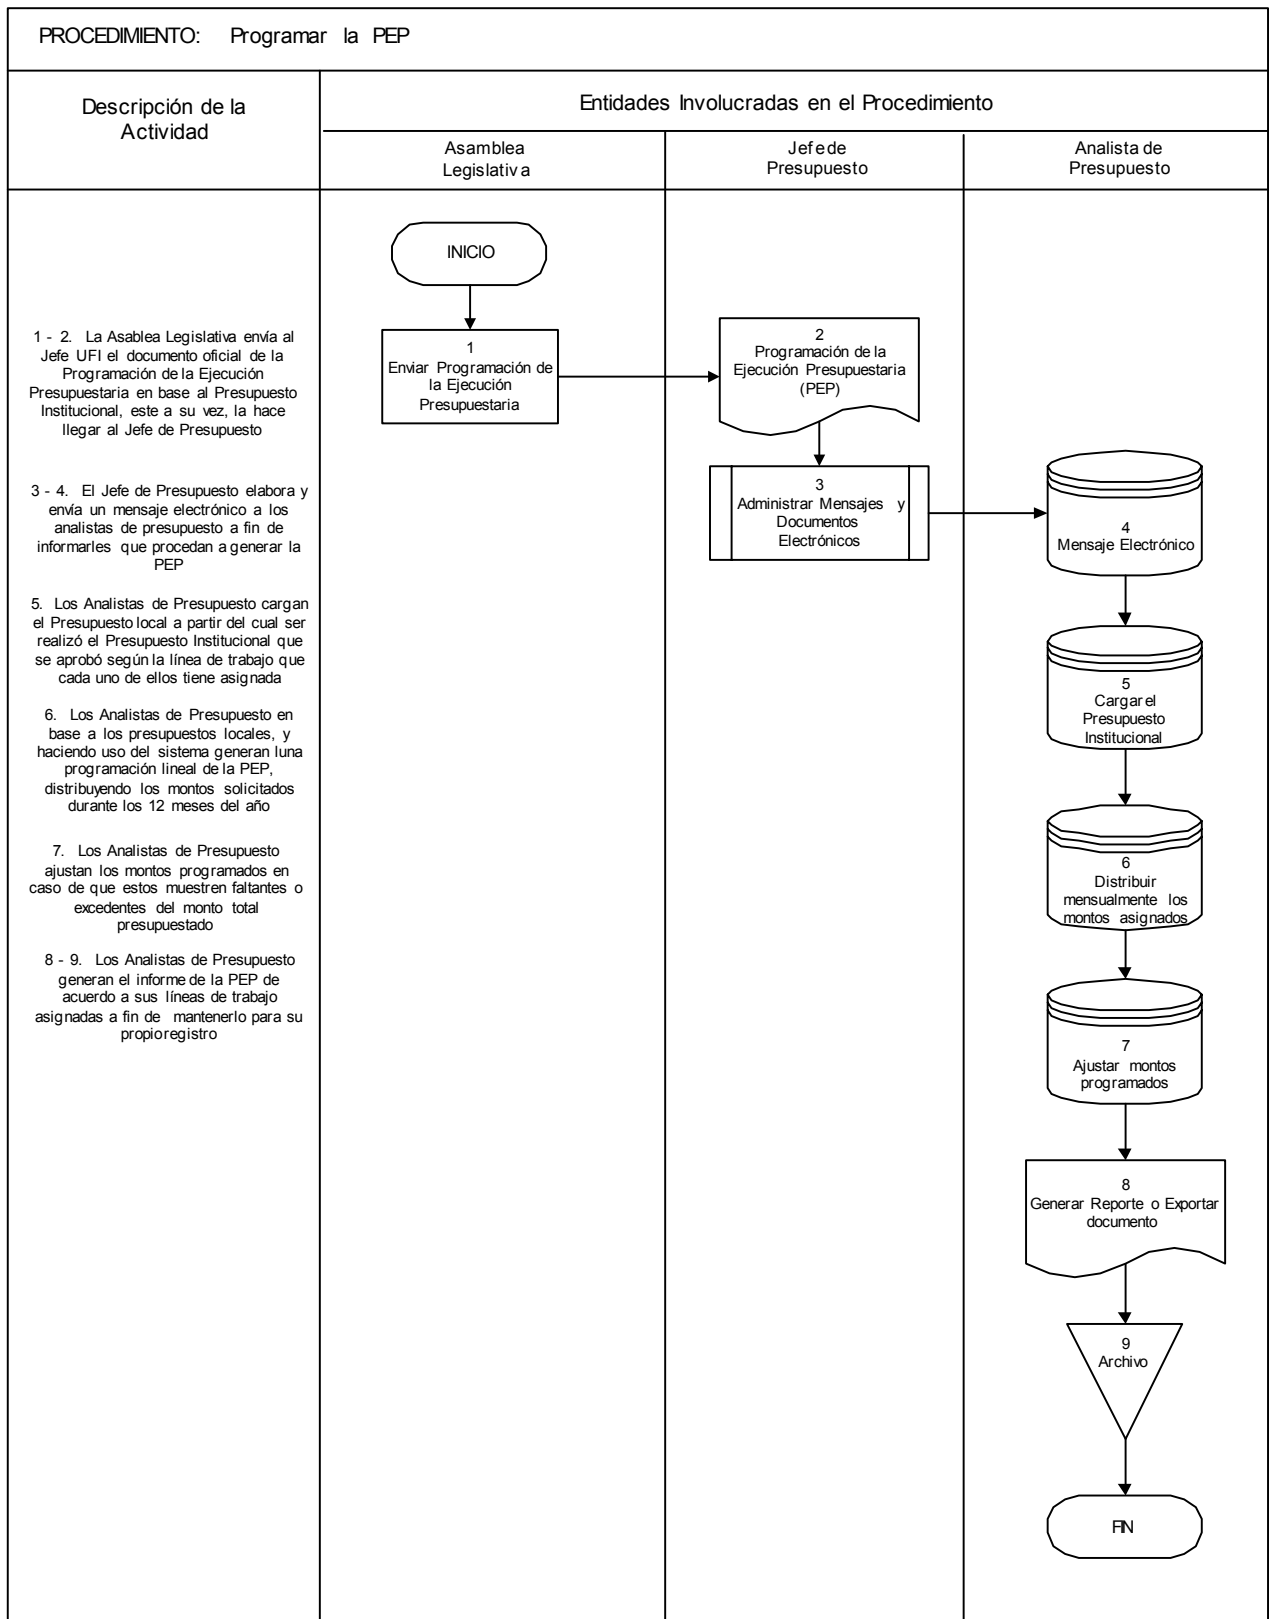 PROCEDIMIENTO: Programar la PEP
Descripción de la
Actividad
Entidades Involucradas en el Procedimiento
Asamblea
Legislativa
Jefe de
Presupuesto
Analista de
Presupuesto
INICIO
1 - 2. La Asablea Legislativa envía al
Jefe UFI el documento oficial de la
Programación de la Ejecución
Presupuestaria en base al Presupuesto
Institucional, este a su vez, la hace
llegar al Jefe de Presupuesto
3 - 4. El Jefe de Presupuesto elabora y
envía un mensaje electrónico a los
analistas de presupuesto a fin de
informarles que procedan a generar la
PEP
5. Los Analistas de Presupuesto cargan
el Presupuesto local a partir del cual ser
realizó el Presupuesto Institucional que
se aprobó según la línea de trabajo que
cada uno de ellos tiene asignada
6. Los Analistas de Presupuesto en
base a los presupuestos locales, y
haciendo uso del sistema generan luna
programación lineal de la PEP,
distribuyendo los montos solicitados
durante los 12 meses del año
7. Los Analistas de Presupuesto
ajustan los montos programados en
caso de que estos muestren faltantes o
excedentes del monto total
presupuestado
8 - 9. Los Analistas de Presupuesto
generan el informe de la PEP de
acuerdo a sus líneas de trabajo
asignadas a fin de mantenerlo para su
propio registro
1
Enviar Programación de
la Ejecución
Presupuestaria
2
Programación de la
Ejecución Presupuestaria
(PEP)
3
Administrar Mensajes y
Documentos
Electrónicos
4
Mensaje Electrónico
5
Cargar el
Presupuesto
Institucional
6
Distribuir
mensualmente los
montos asignados
7
Ajustar montos
programados
8
Generar Reporte o Exportar
documento
9
Archivo
FIN